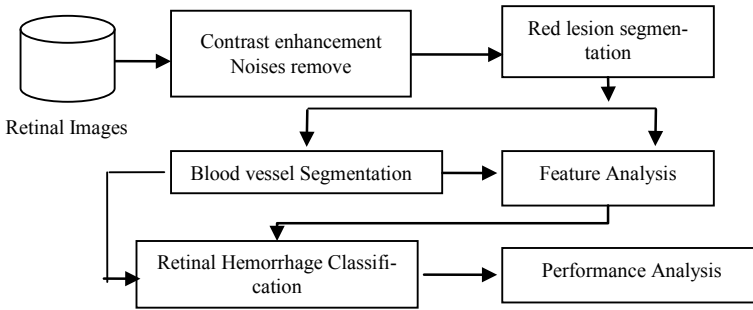 Contrast enhancement
Noises remove
Red lesion segmen-
tation
Retinal Images
Blood vessel Segmentation
Feature Analysis
Retinal Hemorrhage Classifi-
cation
Performance Analysis